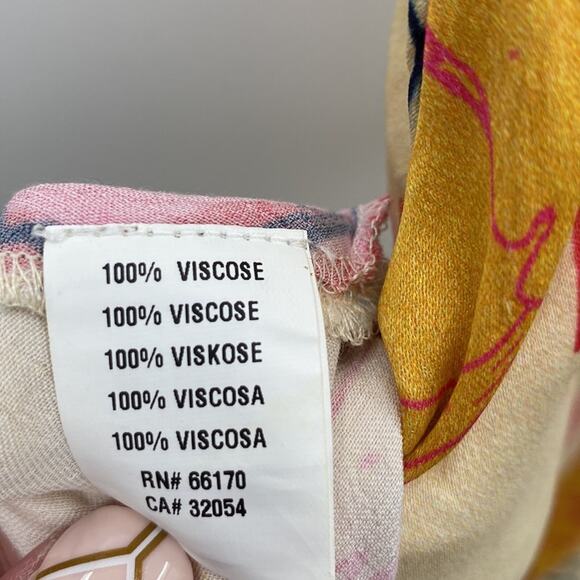 100% VISCOSE
100% VISCOSE
100% VISKOSE
100% VISCOSA
100% VISCOSA
RN# 66170
CA# 32054